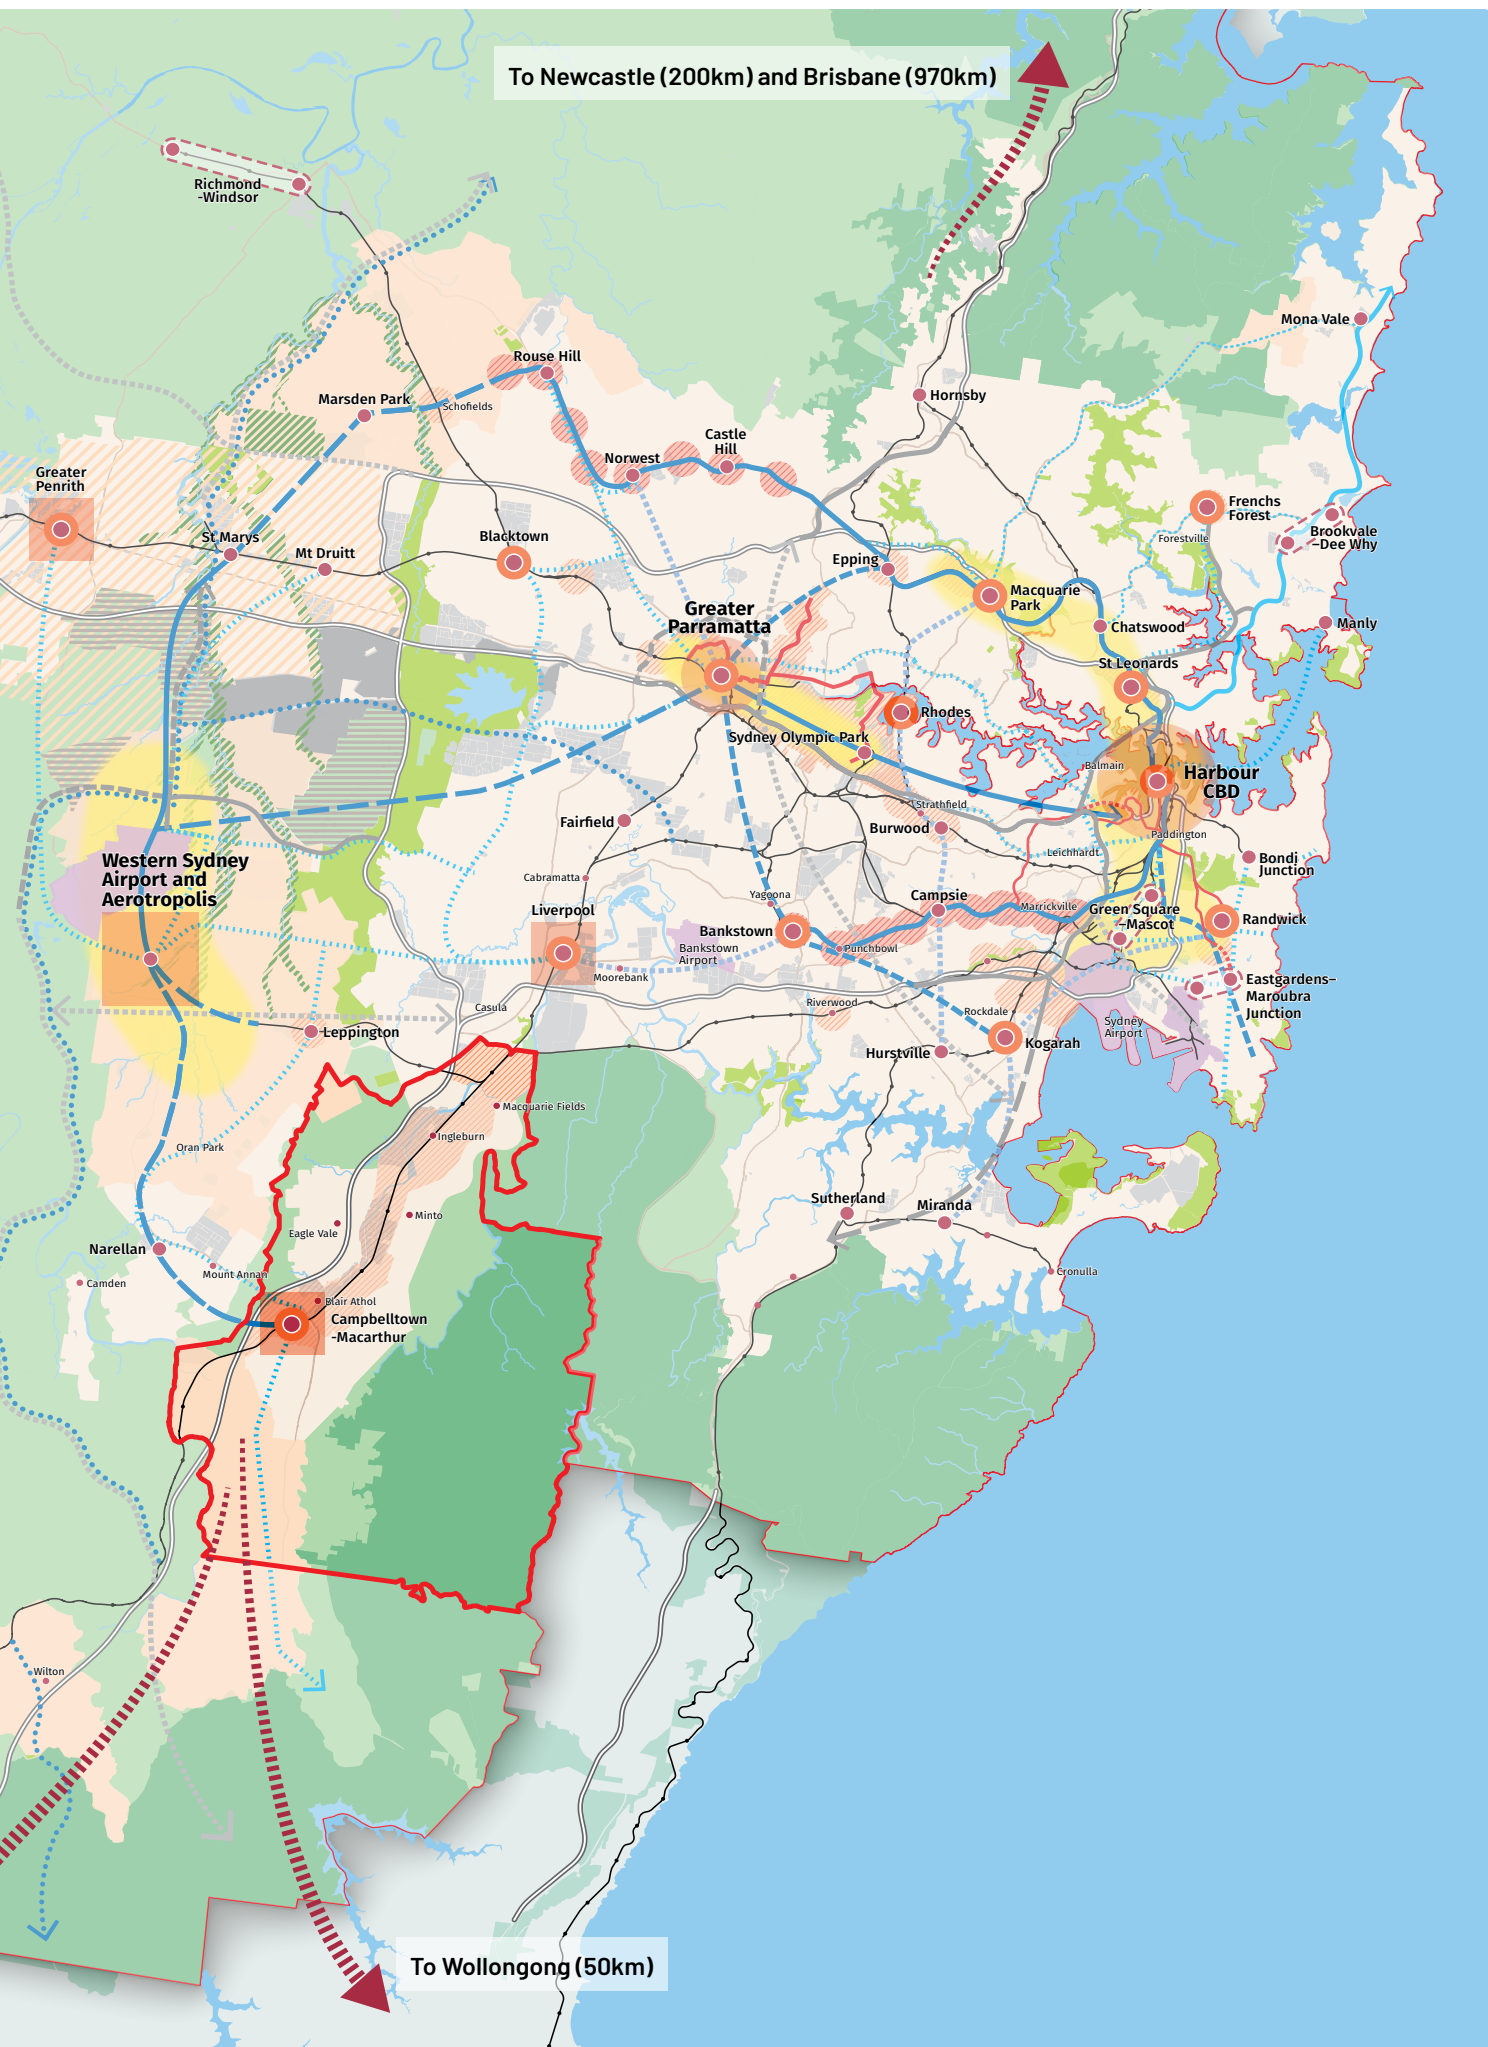 To Newcastle (200km) and Brisbane (970km)
Richmond
-Windsor
Mona Vale
Rouse Hill
Marsden Park
Schofields
Hornsby
Castle
Hill
Norwest
Greater
Penrith
Frenchs
Forest
Brookvale
–Dee Why
Forestville
St Marys
Mt Druitt
Blacktown
Epping
Macquarie
Park
Greater
Parramatta
Chatswood
Manly
St Leonards
Rhodes
Sydney Olympic Park
Balmain
Harbour
CBD
Strathfield
Fairfield
Burwood
Paddington
Leichhardt
Bondi
Junction
Western Sydney
Airport and
Aerotropolis
Cabramatta
Yagoona
Campsie
Marrickville
Liverpool
Green Square
–Mascot
Randwick
Bankstown
Bankstown
Airport
Punchbowl
Moorebank
Eastgardens–
Maroubra
Junction
Casula
Riverwood
Rockdale
Sydney
Airport
Leppington
Kogarah
Hurstville
Macquarie Fields
Ingleburn
Oran Park
Minto
Eagle Vale
Sutherland
Miranda
Narellan
Mount Annan
Camden
Cronulla
Blair Athol
Campbelltown
-Macarthur
Wilton
To Wollongong (50km)